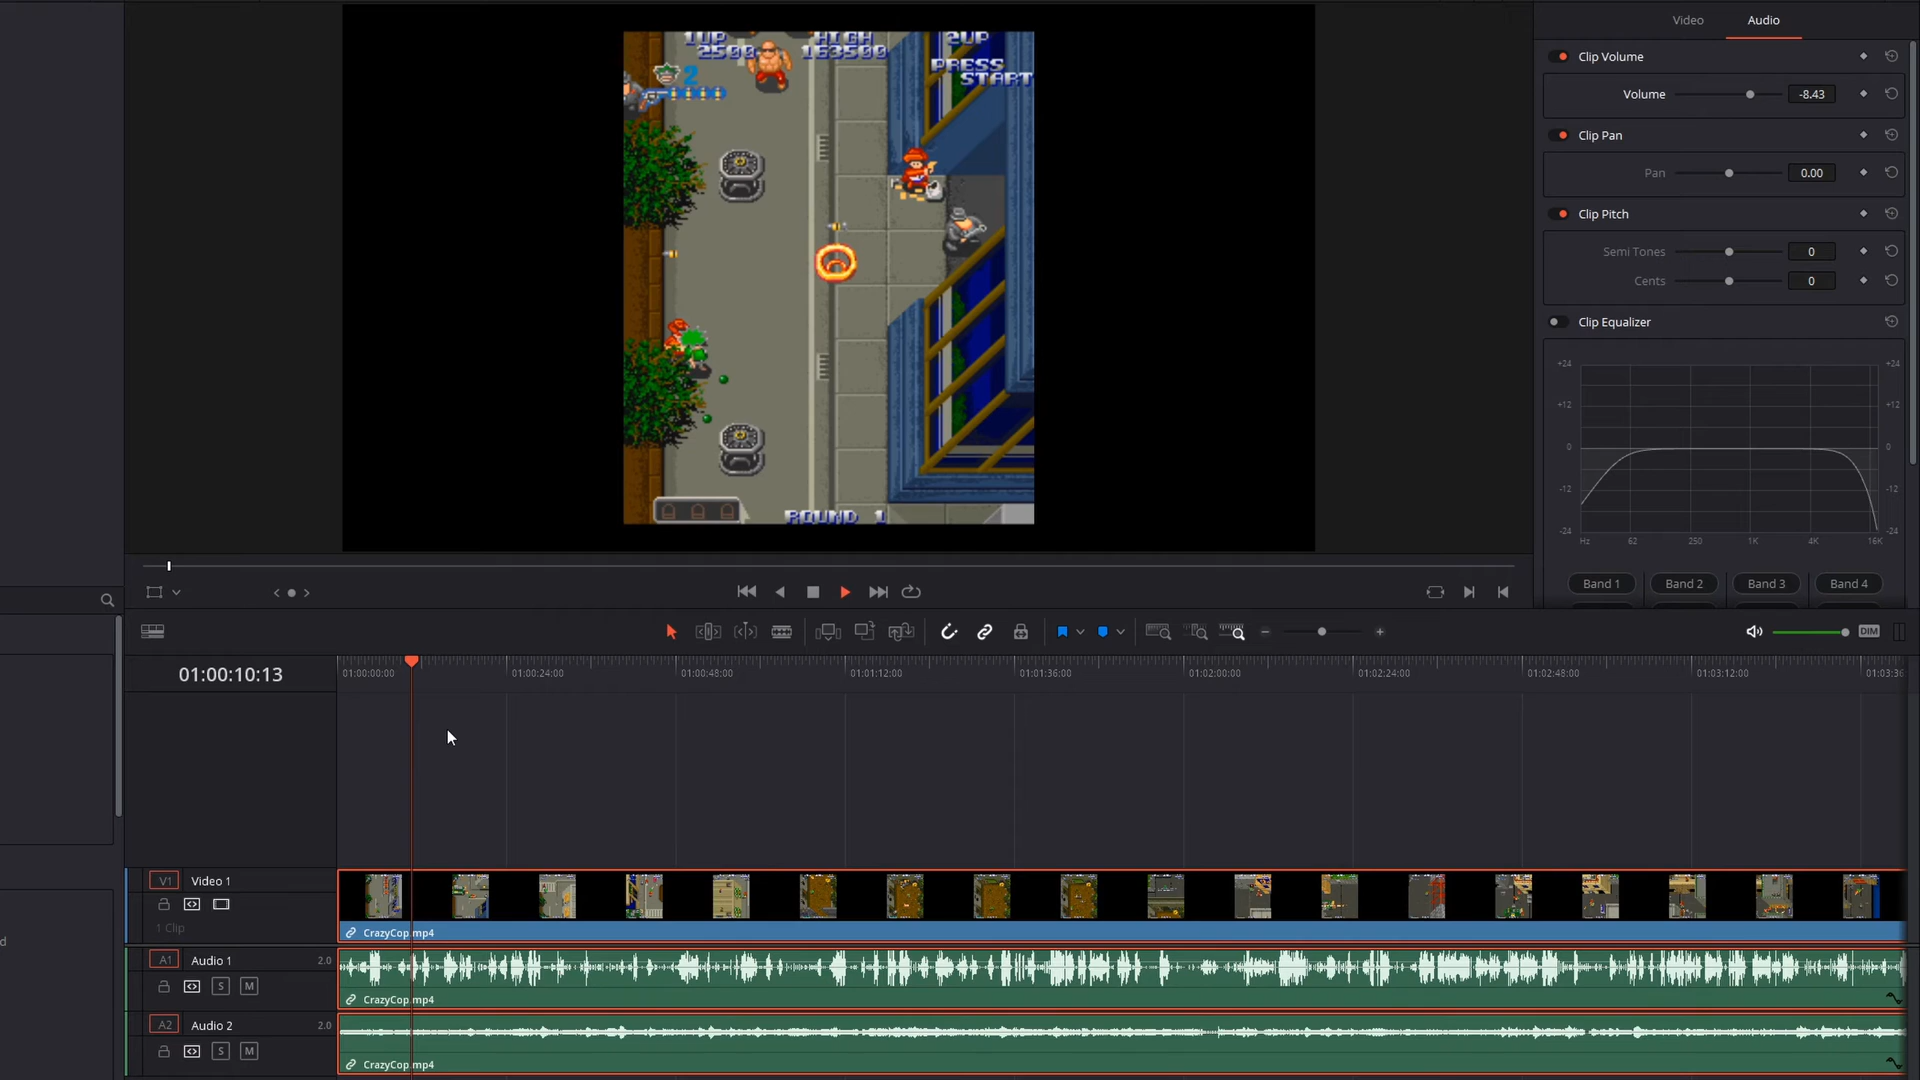 Video Audio
Clip Volume
Volume -8.43
Clip Pan
Pan 0.00
Clip Pitch
Semi Tones 0
Cents 0
Clip Equalizer
+24 +24
+12 +12
0 0
-12 -12
-24 -24
Hz 62 250 1K 4K 16K
Band 1 Band 2 Band 3 Band 4
1UP HIGH 2UP
2500 163500
PRESS
START
2
ROUND 1
DIM
01:00:10:13
01:00:00:00 01:00:24:00 01:00:48:00 01:01:12:00 01:01:36:00 01:02:00:00 01:02:24:00 01:02:48:00 01:03:12:00 01:03:36
V1 Video 1
1 Clip
CrazyCop.mp4
A1 Audio 1 2.0
S M
CrazyCop.mp4
A2 Audio 2 2.0
S M
CrazyCop.mp4
d